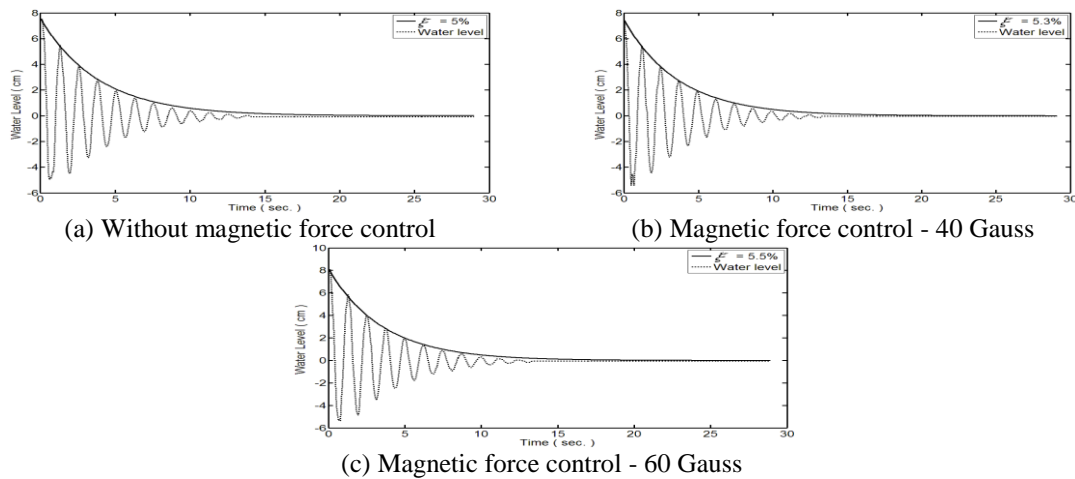 8
6
4
2
0
2
4
6
Water Level ( cm )
0 5 10 15 20 25 30
Time ( sec. )
ξ = 5%
Water level
(a) Without magnetic force control
8
6
4
2
0
2
4
6
Water Level ( cm )
0 5 10 15 20 25 30
Time ( sec. )
ξ = 5.3%
Water level
(b) Magnetic force control - 40 Gauss
10
8
6
4
2
0
-2
-4
-6
Water Level ( cm )
0 5 10 15 20 25 30
Time ( sec. )
ξ = 5.5%
Water level
(c) Magnetic force control - 60 Gauss